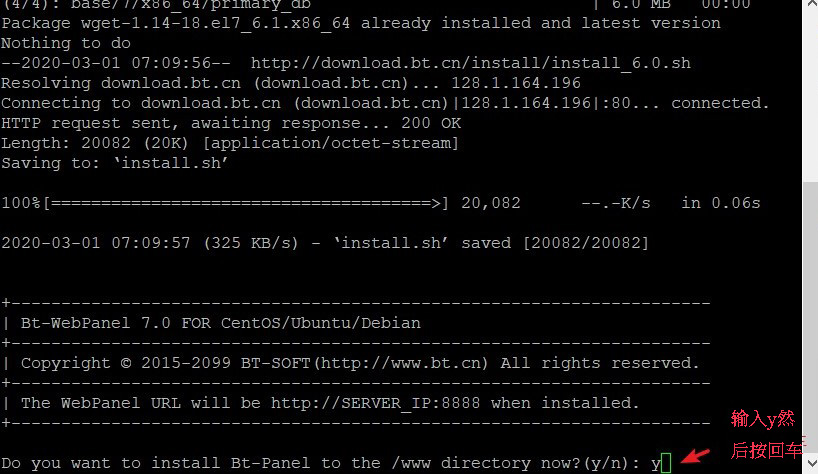 (4/4): base/7/x86_64/primary_db | 6.0 MB 00:00
Package wget-1.14-18.el7_6.1.x86_64 already installed and latest version
Nothing to do
--2020-03-01 07:09:56-- http://download.bt.cn/install/install_6.0.sh
Resolving download.bt.cn (download.bt.cn)... 128.1.164.196
Connecting to download.bt.cn (download.bt.cn)|128.1.164.196|:80... connected.
HTTP request sent, awaiting response... 200 OK
Length: 20082 (20K) [application/octet-stream]
Saving to: ‘install.sh’
100%[======================================>] 20,082 --.-K/s in 0.06s
2020-03-01 07:09:57 (325 KB/s) - ‘install.sh’ saved [20082/20082]
+----------------------------------------------------------------------
| Bt-WebPanel 7.0 FOR CentOS/Ubuntu/Debian
+----------------------------------------------------------------------
| Copyright © 2015-2099 BT-SOFT(http://www.bt.cn) All rights reserved.
+----------------------------------------------------------------------
| The WebPanel URL will be http://SERVER_IP:8888 when installed.
+----------------------------------------------------------------------
Do you want to install Bt-Panel to the /www directory now?(y/n): y
输入y然
后按回车